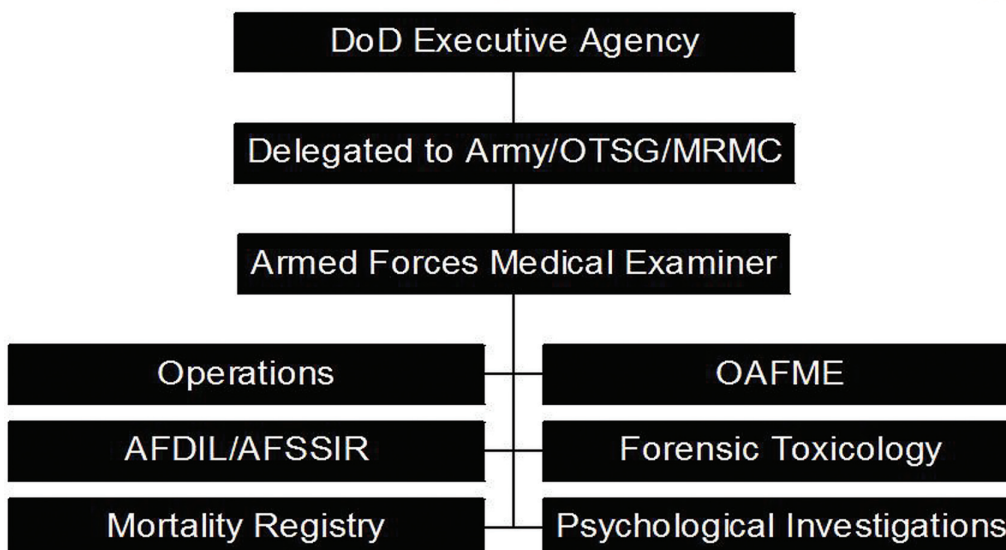 DoD Executive Agency
Delegated to Army/OTSG/MRMC
Armed Forces Medical Examiner
Operations
OAFME
AFDIL/AFSSIR
Forensic Toxicology
Mortality Registry
Psychological Investigations